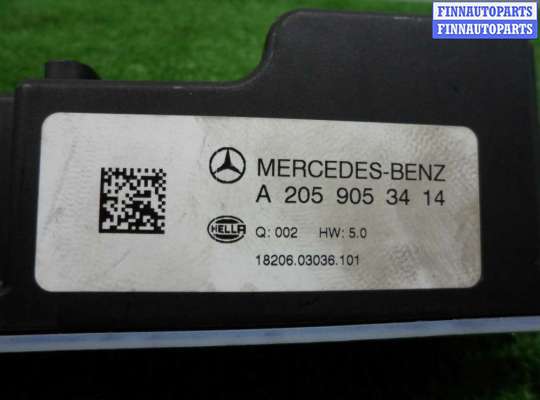 FINNAUTOPARTS
FINNAUTOPARTS
MERCEDES-BENZ
A 205 905 34 14
HELLA
Q: 002 HW: 5.0
18206.03036.101